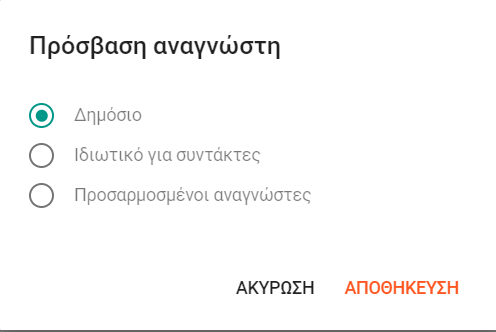 Πρόσβαση αναγνώστη
Δημόσιο
Ιδιωτικό για συντάκτες
Προσαρμοσμένοι αναγνώστες
ΑΚΥΡΩΣΗ ΑΠΟΘΗΚΕΥΣΗ